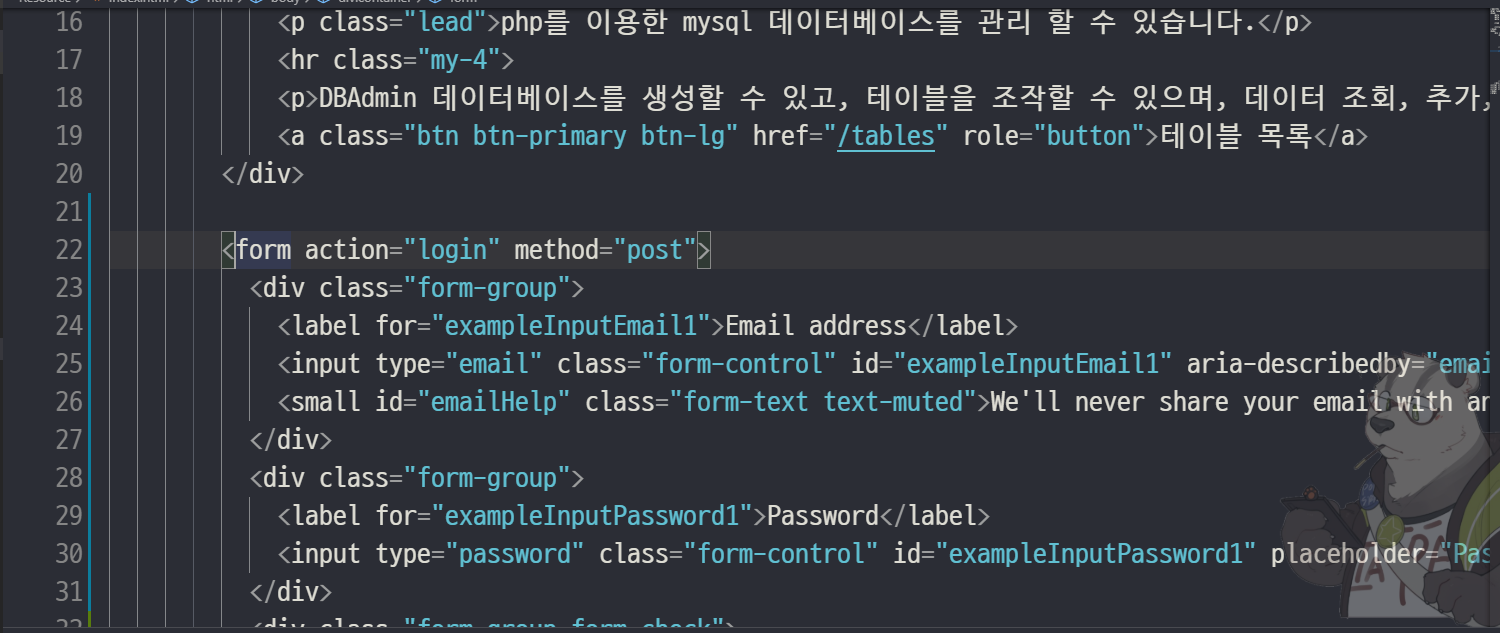 16 <p class="lead">php를 이용한 mysql 데이터베이스를 관리 할 수 있습니다.</p>
17 <hr class="my-4">
18 <p>DBAdmin 데이터베이스를 생성할 수 있고, 테이블을 조작할 수 있으며, 데이터 조회, 추가,
19 <a class="btn btn-primary btn-lg" href="/tables" role="button">테이블 목록</a>
20 </div>
21
22 <form action="login" method="post">
23 <div class="form-group">
24 <label for="exampleInputEmail1">Email address</label>
25 <input type="email" class="form-control" id="exampleInputEmail1" aria-describedby="emai
26 <small id="emailHelp" class="form-text text-muted">We'll never share your email with an
27 </div>
28 <div class="form-group">
29 <label for="exampleInputPassword1">Password</label>
30 <input type="password" class="form-control" id="exampleInputPassword1" placeholder="Pas
31 </div>
32 <div class="form-group form-check">